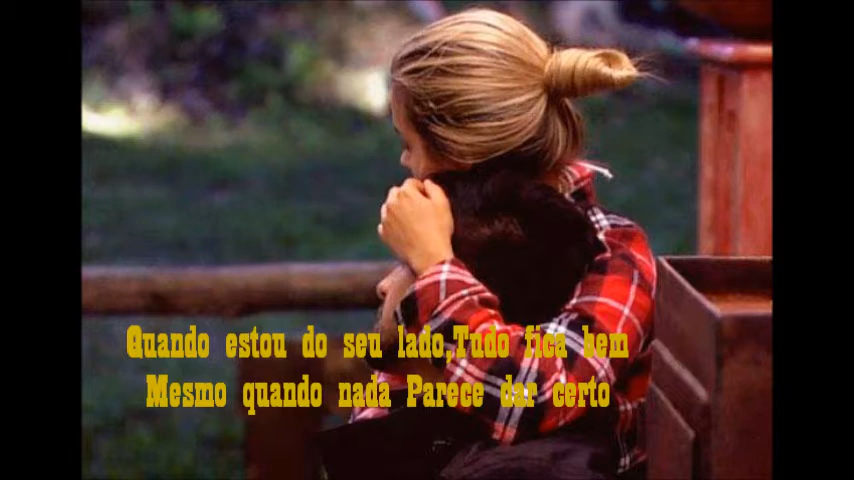 Quando estou do seu lado,Tudo fica bem
Mesmo quando nada Parece dar certo